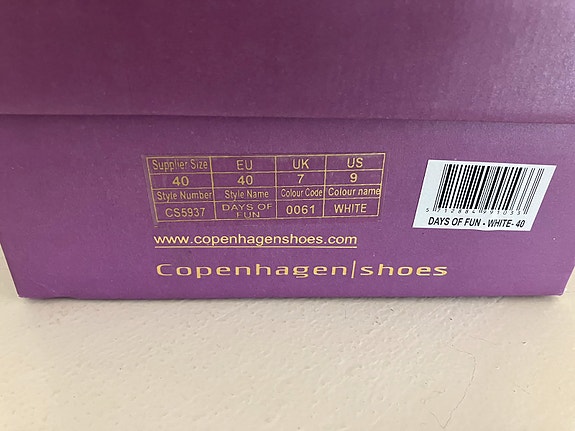 Supplier Size EU UK US
40 40 7 9
Style Number Style Name Colour Code Colour name
CS5937 DAYS OF FUN 0061 WHITE
www.copenhagenshoes.com
Copenhagen|shoes
5712884991033
DAYS OF FUN - WHITE- 40